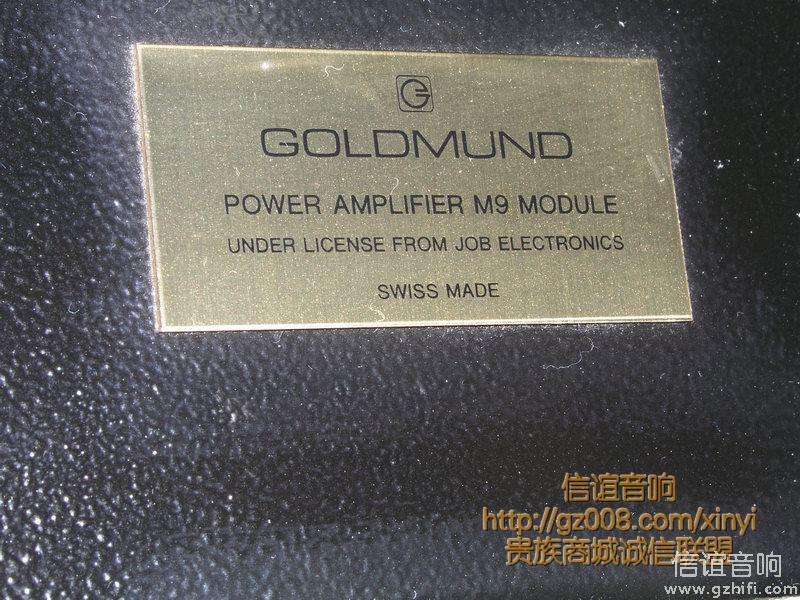 GOLDMUND
POWER AMPLIFIER M9 MODULE
UNDER LICENSE FROM JOB ELECTRONICS
SWISS MADE
信谊音响
http://gz008.com/xinyi
贵族商城诚信联盟
信谊音响
www.gzhifi.com